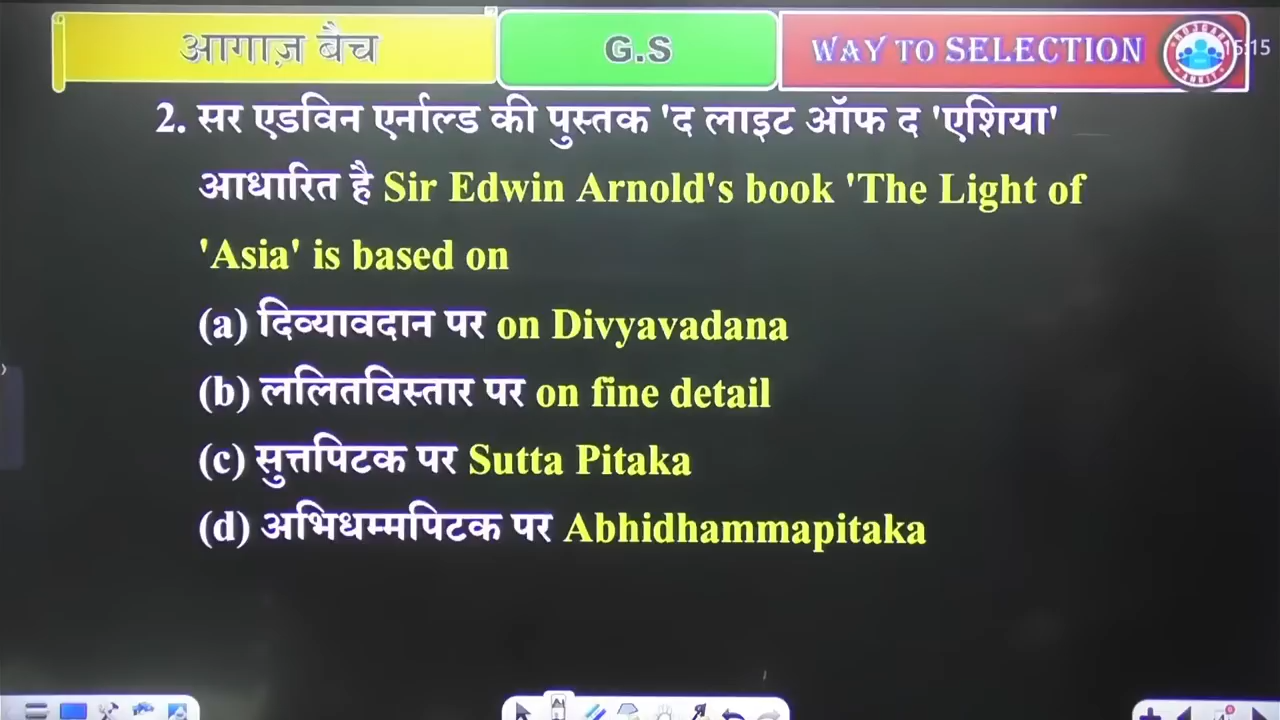 आगाज़ बैच
G.S
WAY TO SELECTION
15:15
2. सर एडविन एर्नाल्ड की पुस्तक 'द लाइट ऑफ द 'एशिया'
आधारित है Sir Edwin Arnold's book 'The Light of
'Asia' is based on
(a) दिव्यावदान पर on Divyavadana
(b) ललितविस्तार पर on fine detail
(c) सुत्तपिटक पर Sutta Pitaka
(d) अभिधम्मपिटक पर Abhidhammapitaka